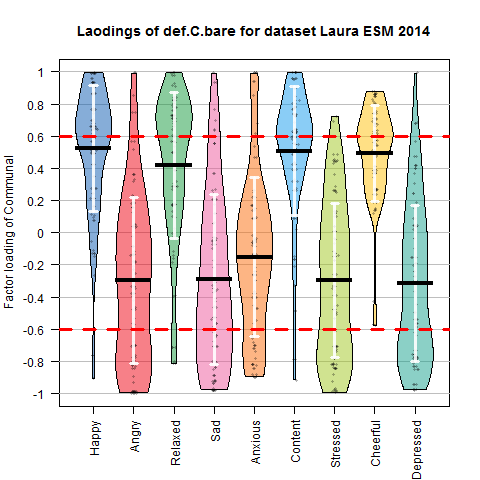 Laodings of def.C.bare for dataset Laura ESM 2014
Factor loading of Communal
1
0.8
0.6
0.4
0.2
0
-0.2
-0.4
-0.6
-0.8
-1
Happy
Angry
Relaxed
Sad
Anxious
Content
Stressed
Cheerful
Depressed